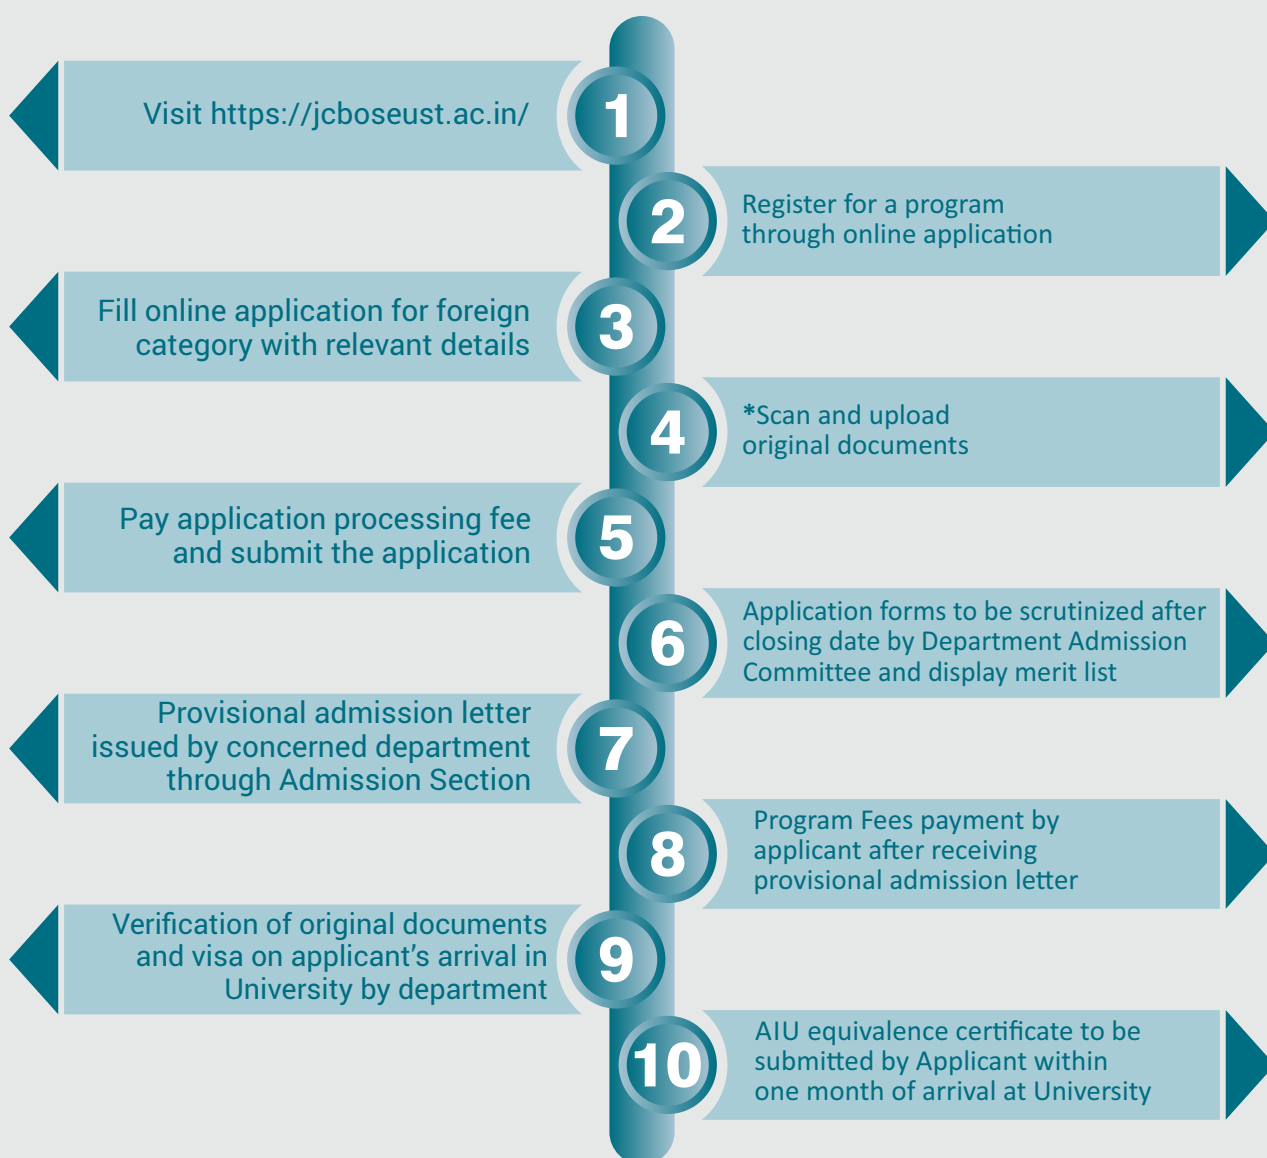 1
Visit https://jcboseust.ac.in/
2
Register for a program
through online application
3
Fill online application for foreign
category with relevant details
4
*Scan and upload
original documents
5
Pay application processing fee
and submit the application
6
Application forms to be scrutinized after
closing date by Department Admission
Committee and display merit list
7
Provisional admission letter
issued by concerned department
through Admission Section
8
Program Fees payment by
applicant after receiving
provisional admission letter
9
Verification of original documents
and visa on applicant’s arrival in
University by department
10
AIU equivalence certificate to be
submitted by Applicant within
one month of arrival at University